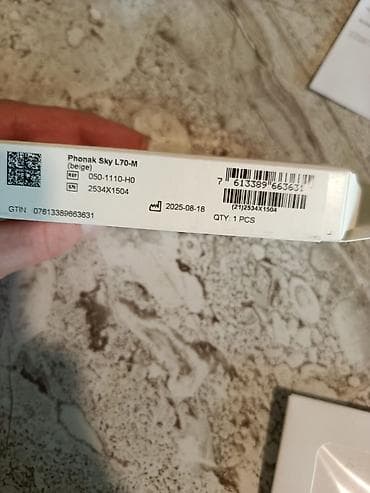 Phonak Sky L70-M
(beige)
REF 050-1110-H0
SN 2534X1504
GTIN: 07613389663631
2025-08-18
7 613389 663631
(21)2534X1504
QTY: 1 PCS